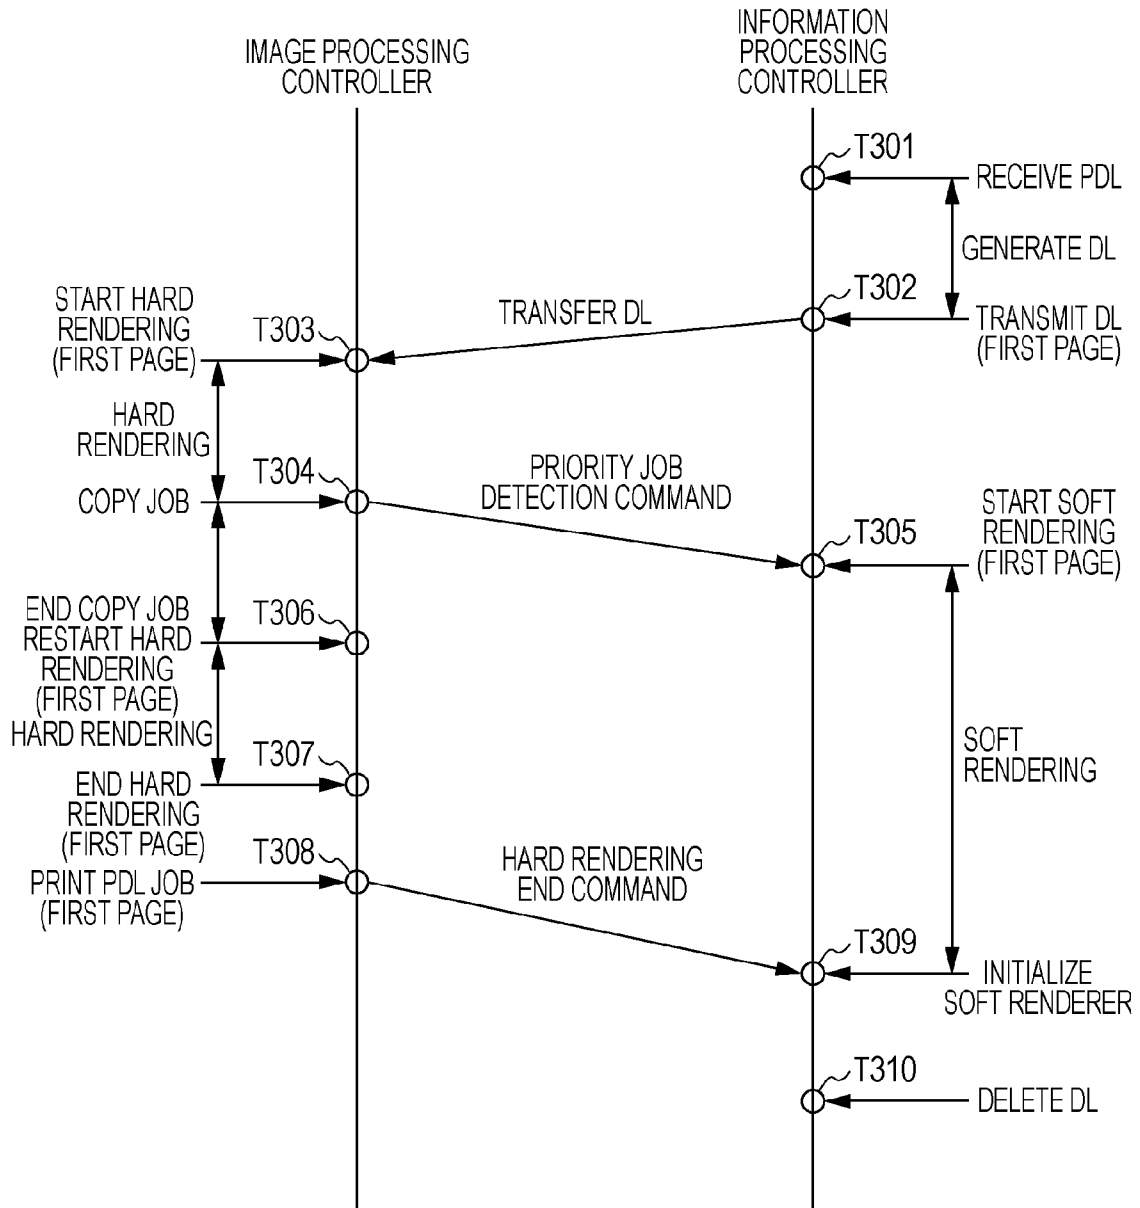 IMAGE PROCESSING
CONTROLLER
INFORMATION
PROCESSING
CONTROLLER
T301
RECEIVE PDL
GENERATE DL
T302
TRANSMIT DL
(FIRST PAGE)
TRANSFER DL
START HARD
RENDERING
(FIRST PAGE)
T303
HARD
RENDERING
T304
COPY JOB
PRIORITY JOB
DETECTION COMMAND
T305
START SOFT
RENDERING
(FIRST PAGE)
END COPY JOB
RESTART HARD
RENDERING
(FIRST PAGE)
T306
HARD RENDERING
SOFT
RENDERING
T307
END HARD
RENDERING
(FIRST PAGE)
T308
PRINT PDL JOB
(FIRST PAGE)
HARD RENDERING
END COMMAND
T309
INITIALIZE
SOFT RENDERER
T310
DELETE DL